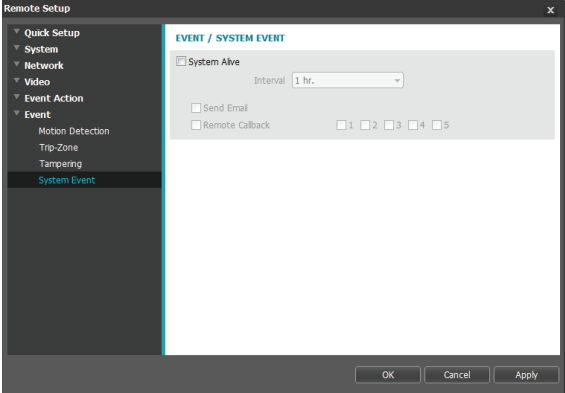 Remote Setup x
Quick Setup
System
Network
Video
Event Action
Event
Motion Detection
Trip-Zone
Tampering
System Event
EVENT / SYSTEM EVENT
System Alive
Interval 1 hr.
Send Email
Remote Callback 1 2 3 4 5
OK Cancel Apply